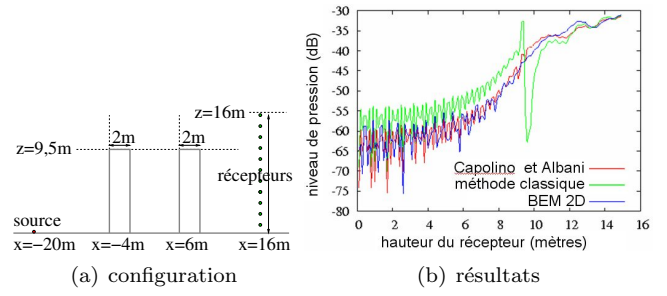 z=16m
2m
2m
z=9,5m
récepteurs
source
x=−20m
x=−4m
x=6m
x=16m
(a) configuration
niveau de pression (dB)
-30
-35
-40
-45
-50
-55
-60
-65
-70
-75
-80
Capolino et Albani
méthode classique
BEM 2D
0
2
4
6
8
10
12
14
16
hauteur du récepteur (mètres)
(b) résultats